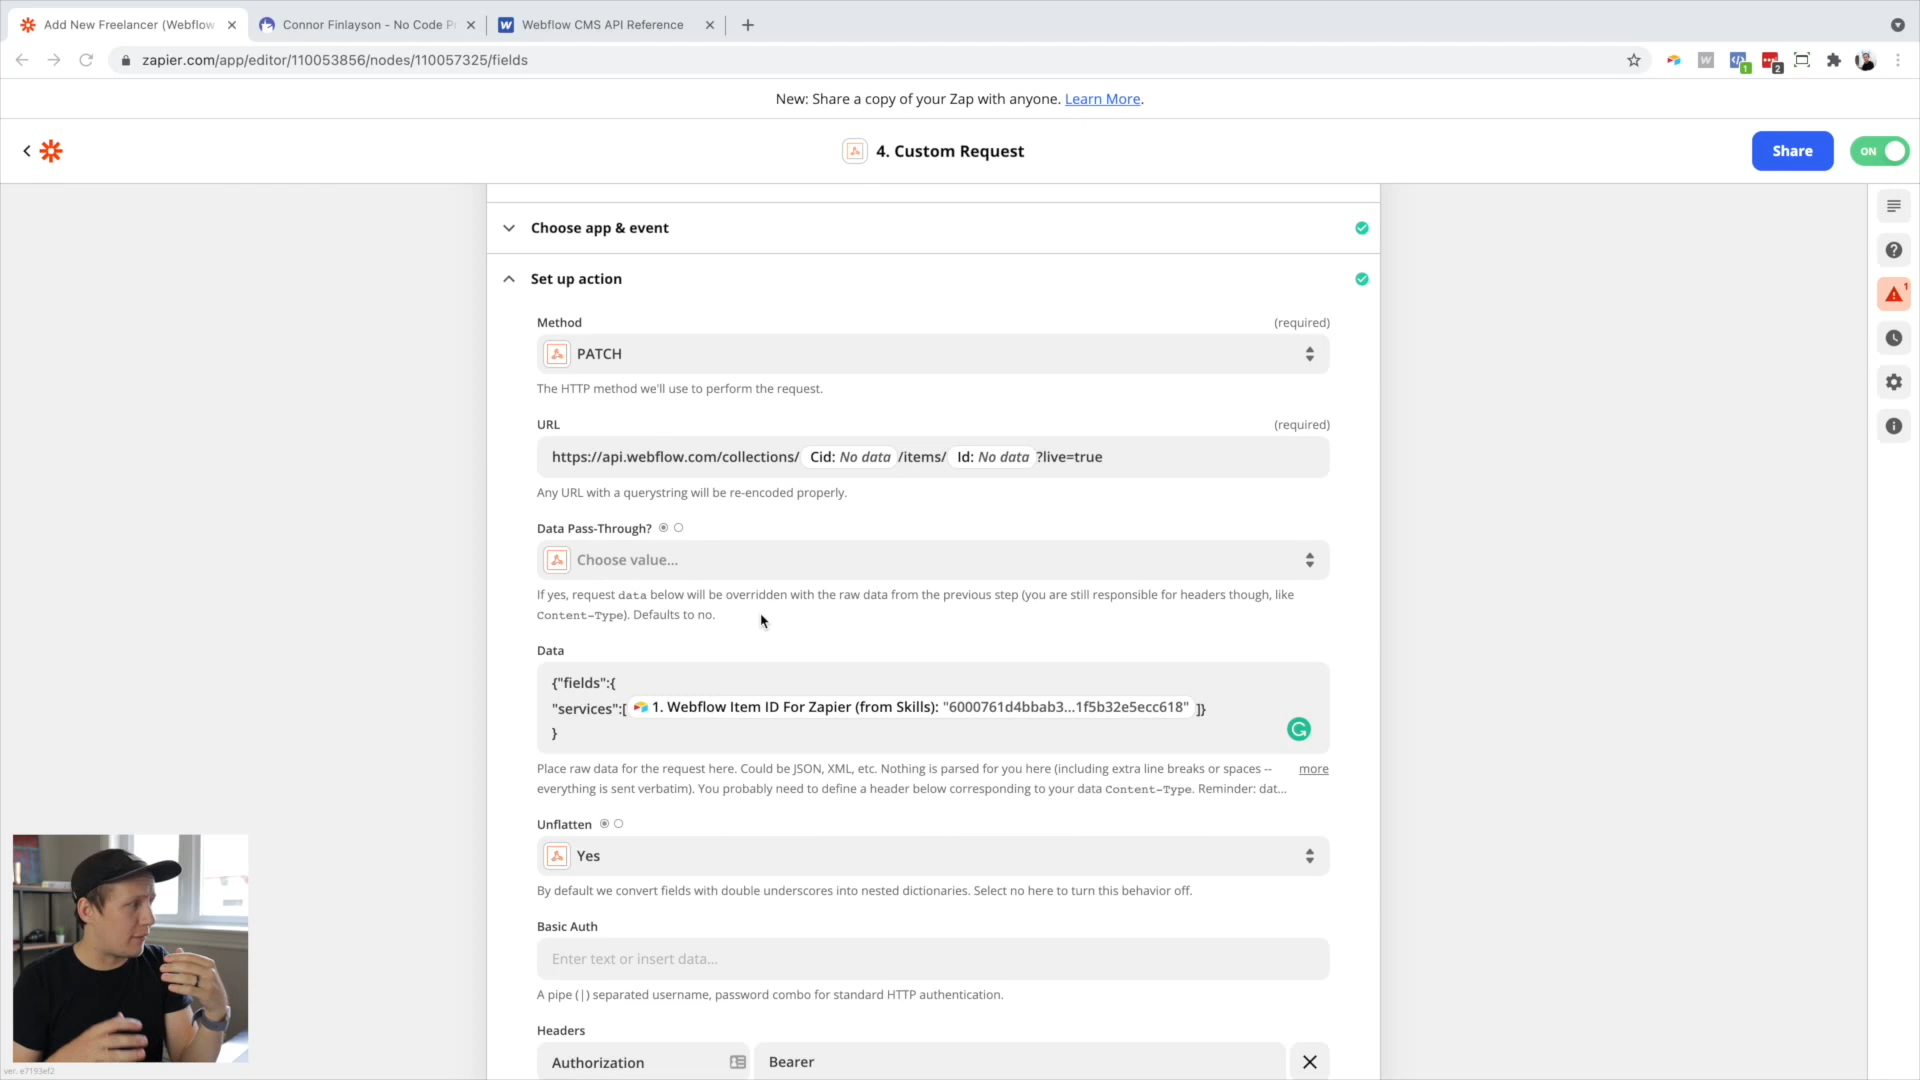 Add New Freelancer (Webflow
Connor Finlayson - No Code P
Webflow CMS API Reference
zapier.com/app/editor/110053856/nodes/110057325/fields
1
2
New: Share a copy of your Zap with anyone. Learn More.
4. Custom Request
Share
ON
Choose app & event
Set up action
1
Method
(required)
PATCH
The HTTP method we'll use to perform the request.
URL
(required)
https://api.webflow.com/collections/ Cid: No data /items/ Id: No data ?live=true
Any URL with a querystring will be re-encoded properly.
Data Pass-Through?
Choose value...
If yes, request data below will be overridden with the raw data from the previous step (you are still responsible for headers though, like
Content-Type). Defaults to no.
Data
{"fields":{
"services":[ 1. Webflow Item ID For Zapier (from Skills): "6000761d4bbab3...1f5b32e5ecc618" ]}
}
Place raw data for the request here. Could be JSON, XML, etc. Nothing is parsed for you here (including extra line breaks or spaces --
more
everything is sent verbatim). You probably need to define a header below corresponding to your data Content-Type. Reminder: dat...
Unflatten
Yes
By default we convert fields with double underscores into nested dictionaries. Select no here to turn this behavior off.
Basic Auth
Enter text or insert data...
A pipe (|) separated username, password combo for standard HTTP authentication.
Headers
Authorization
Bearer
ver. e7193ef2